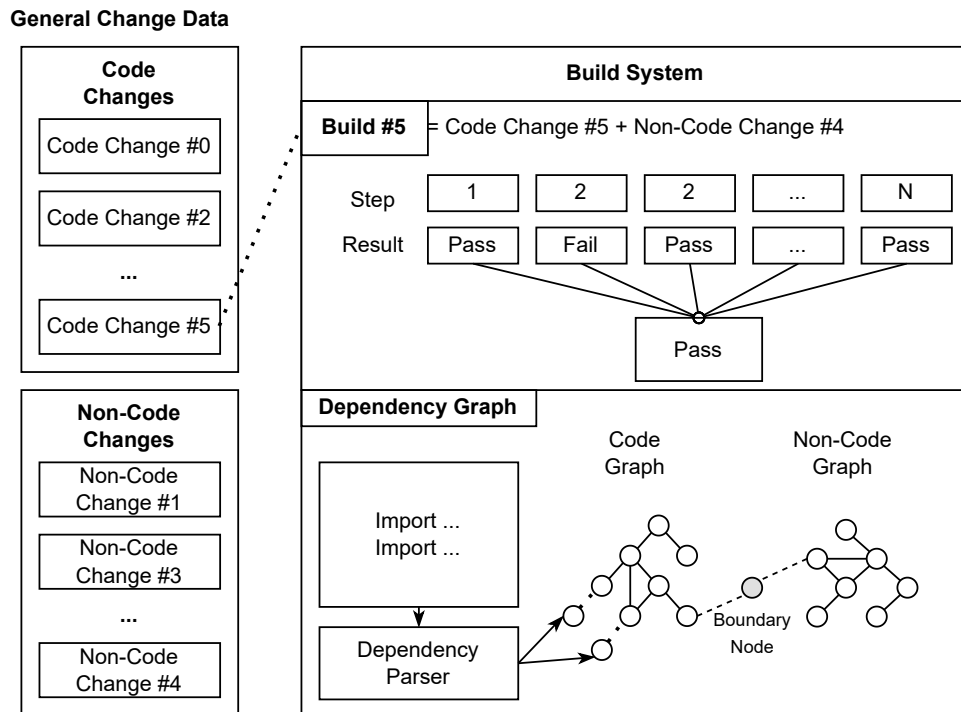 General Change Data
Code
Changes
Code Change #0
Code Change #2
...
Code Change #5
Non-Code
Changes
Non-Code
Change #1
Non-Code
Change #3
...
Non-Code
Change #4
Build System
Build #5 = Code Change #5 + Non-Code Change #4
Step 1 2 2 ... N
Result Pass Fail Pass ... Pass
Pass
Dependency Graph
Import ...
Import ...
Dependency
Parser
Code
Graph
Non-Code
Graph
Boundary
Node